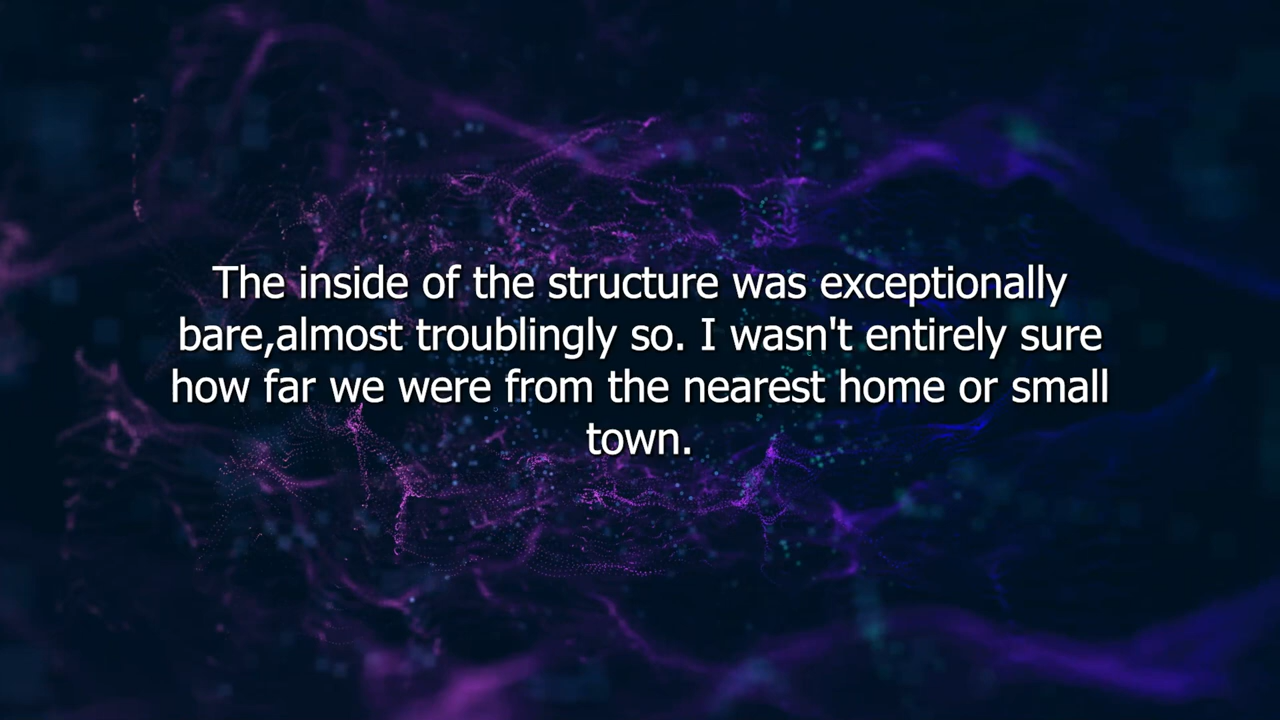 The inside of the structure was exceptionally
bare,almost troublingly so. I wasn't entirely sure
how far we were from the nearest home or small
town.